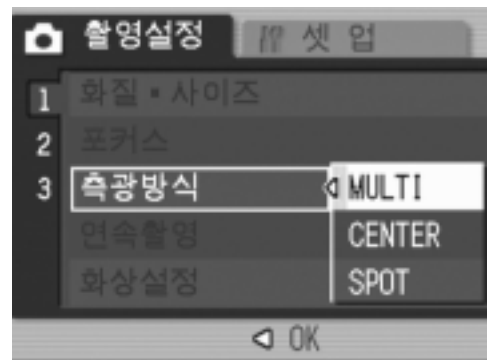 촬영설정 셋 업
1 화질·사이즈
2 포커스
3 측광방식 MULTI
연속촬영 CENTER
화상설정 SPOT
OK